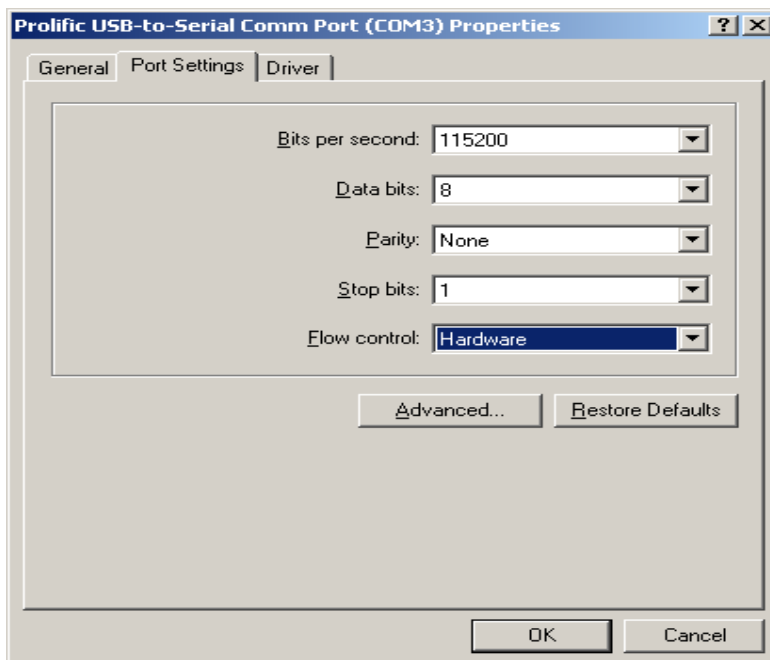 Prolific USB-to-Serial Comm Port (COM3) Properties
General Port Settings Driver
Bits per second: 115200
Data bits: 8
Parity: None
Stop bits: 1
Flow control: Hardware
Advanced... Restore Defaults
OK Cancel